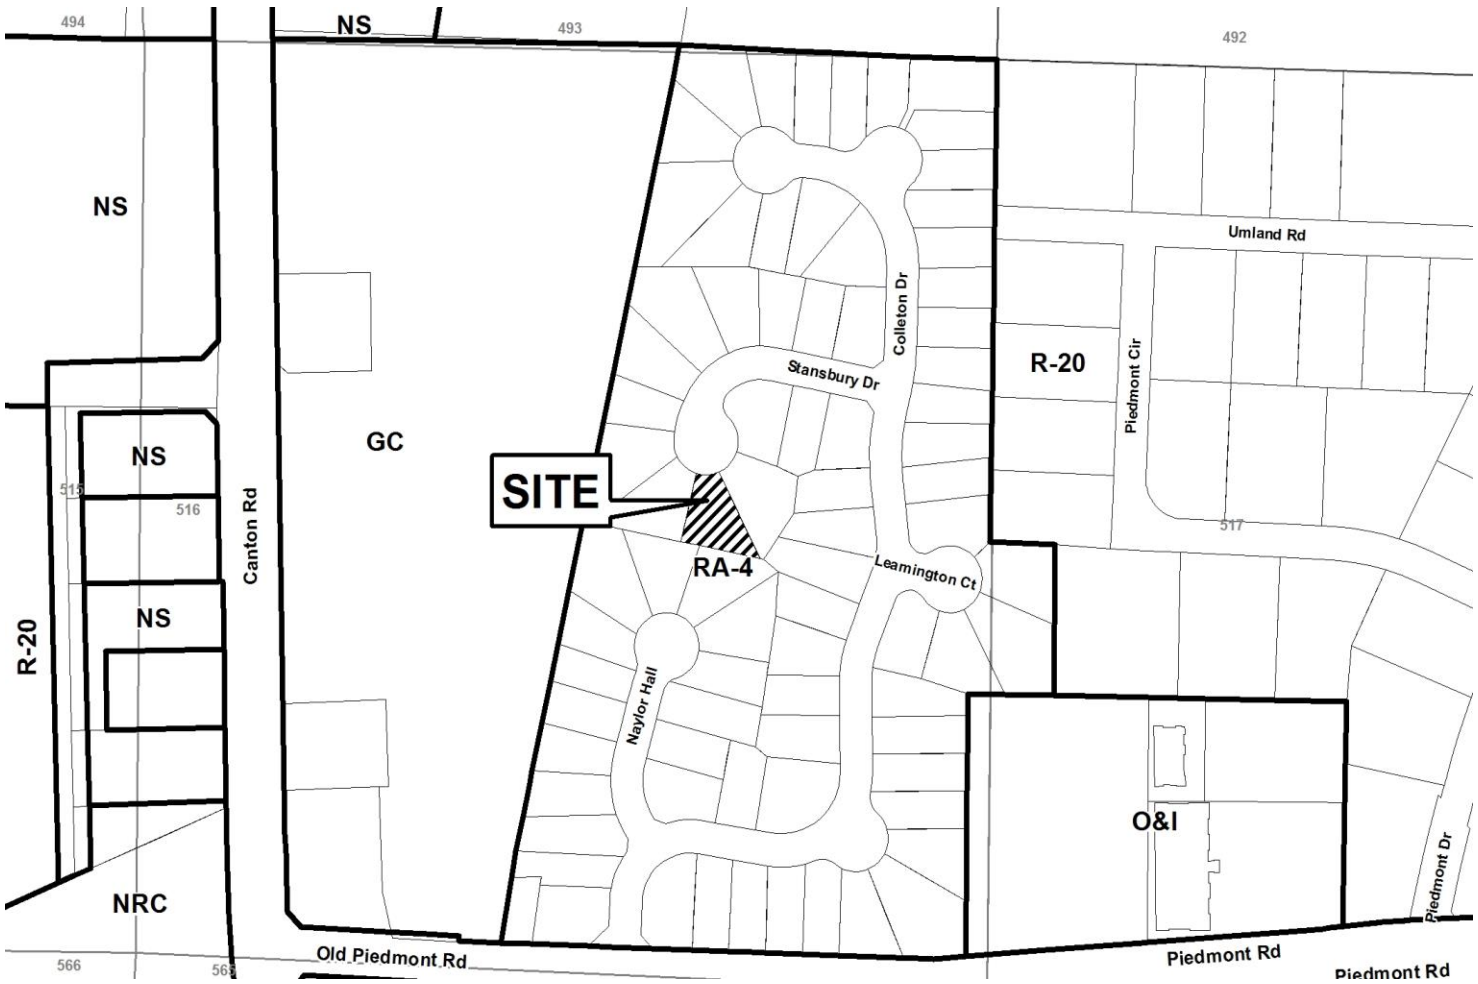 494
NS
493
492
NS
Umland Rd
Colleton Dr
Stansbury Dr
R-20
Piedmont Cir
GC
NS
515
516
SITE
Canton Rd
517
RA-4
Leamington Ct
NS
R-20
Naylor Hall
O&I
Piedmont Dr
NRC
Old Piedmont Rd
Piedmont Rd
566
565
Piedmont Rd